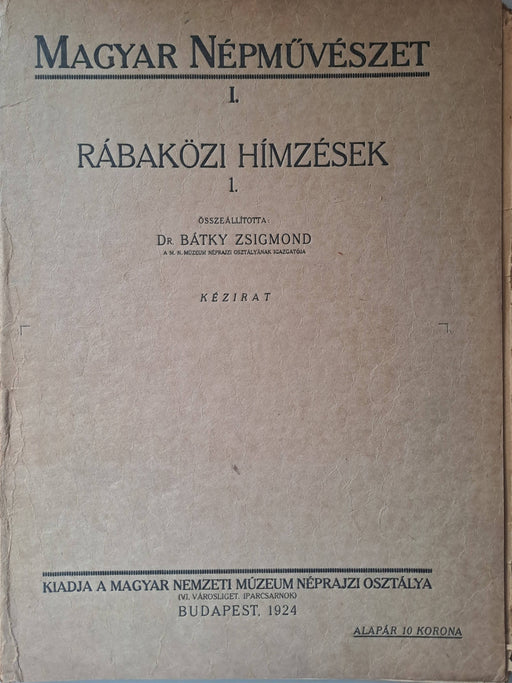 MAGYAR NÉPMŰVÉSZET
I.
RÁBAKÖZI HÍMZÉSEK
1.
ÖSSZEÁLLÍTOTTA:
DR. BÁTKY ZSIGMOND
A M. N. MÚZEUM NÉPRAJZI OSZTÁLYÁNAK IGAZGATÓJA
KÉZIRAT
KIADJA A MAGYAR NEMZETI MÚZEUM NÉPRAJZI OSZTÁLYA
(VI. VÁROSLIGET. IPARCSARNOK)
BUDAPEST, 1924
ALAPÁR 10 KORONA